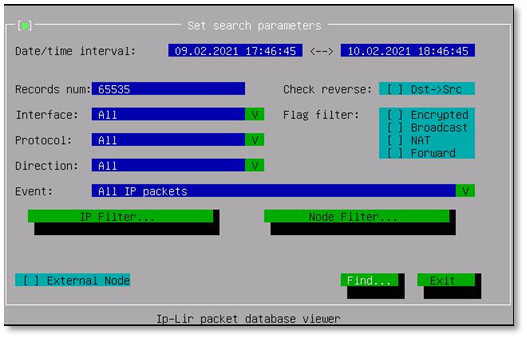 [■] Set search parameters
Date/time interval: 09.02.2021 17:46:45 <--> 10.02.2021 18:46:45
Records num: 65535 Check reverse: [ ] Dst->Src
Interface: All V Flag filter: [ ] Encrypted
[ ] Broadcast
Protocol: All V [ ] NAT
[ ] Forward
Direction: All V
Event: All IP packets V
IP Filter... Node Filter...
[ ] External Node Find... Exit
Ip-Lir packet database viewer